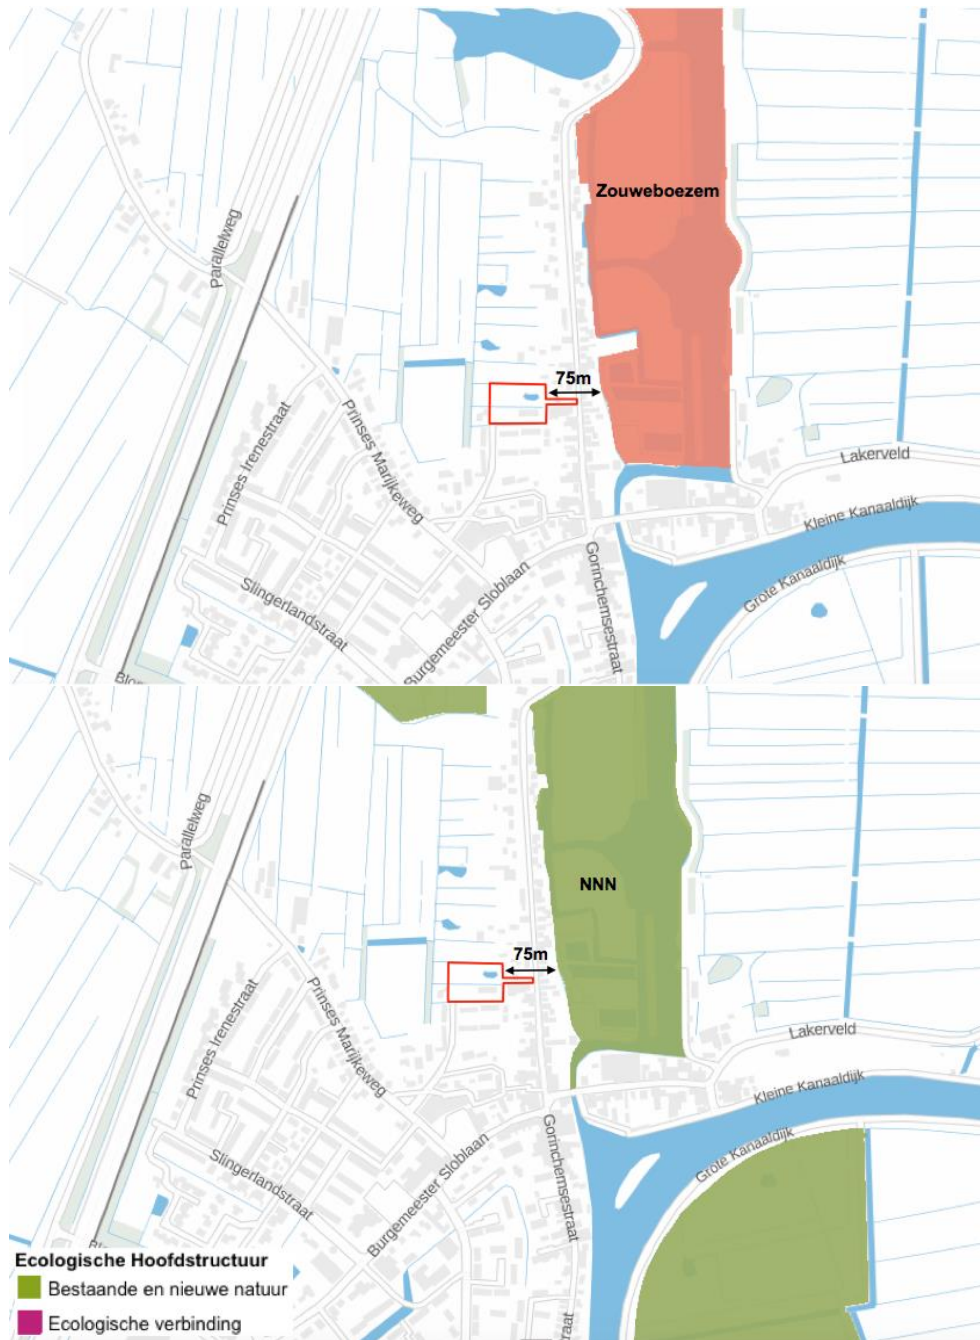 Zouweboezem
Parallelweg
75m
Prinses Irenestraat
Prinses Marijkeweg
Lakerveld
Kleine Kanaaldijk
Grote Kanaaldijk
Gorinchemsestraat
Slingerlandstraat
Burgemeester Sloblaan
Parallelweg
NNN
75m
Prinses Irenestraat
Prinses Marijkeweg
Lakerveld
Kleine Kanaaldijk
Grote Kanaaldijk
Gorinchemsestraat
Slingerlandstraat
Burgemeester Sloblaan
Ecologische Hoofdstructuur
Bestaande en nieuwe natuur
Ecologische verbinding
raat